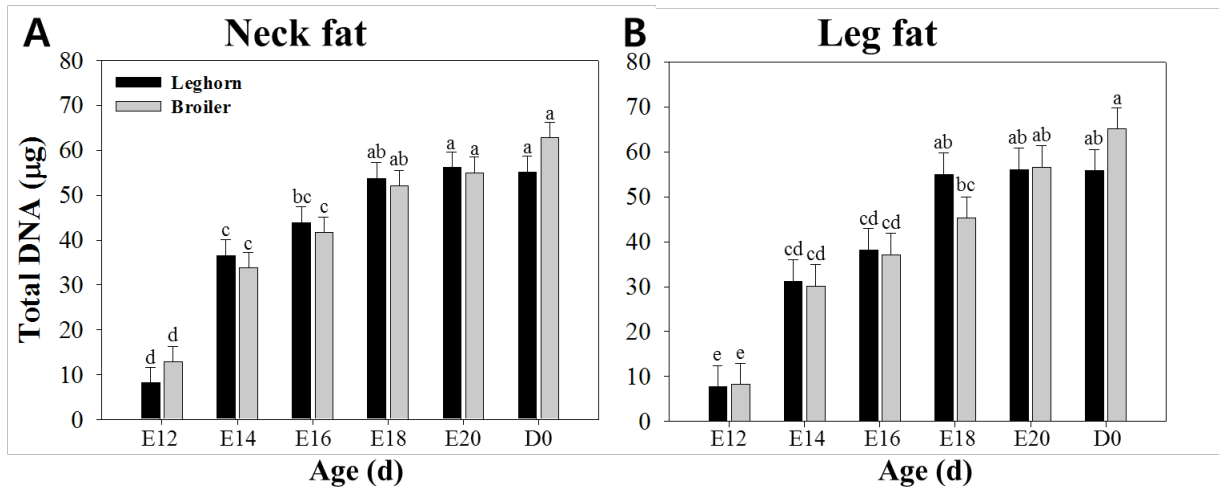 A
Neck fat
Total DNA (µg)
80
70
60
50
40
30
20
10
0
Leghorn
Broiler
d
d
c
c
bc
c
ab
ab
a
a
a
a
E12
E14
E16
E18
E20
D0
Age (d)
B
Leg fat
80
70
60
50
40
30
20
10
0
e
e
cd
cd
cd
cd
ab
bc
ab
ab
ab
a
E12
E14
E16
E18
E20
D0
Age (d)